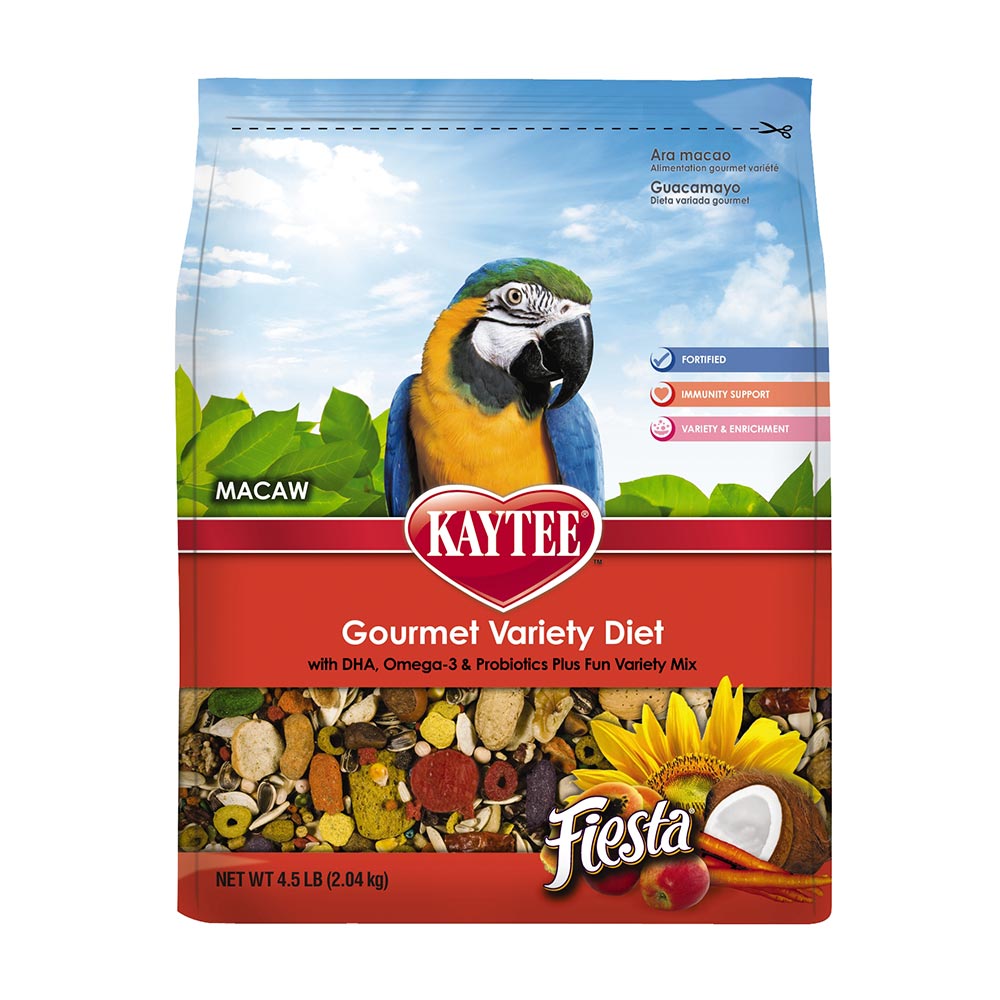 Ara macao
Alimentation gourmet variété
Guacamayo
Dieta variada gourmet
FORTIFIED
IMMUNITY SUPPORT
VARIETY & ENRICHMENT
MACAW
KAYTEE®
™
Gourmet Variety Diet
with DHA, Omega-3 & Probiotics Plus Fun Variety Mix
Fiesta
NET WT 4.5 LB (2.04 kg)